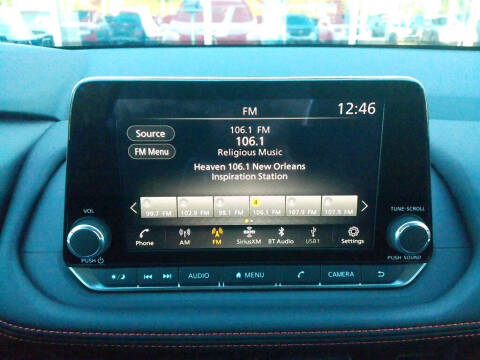 FM
12:46
Source
106.1 FM
106.1
FM Menu
Religious Music
Heaven 106.1 New Orleans
Inspiration Station
4
99.7 FM 102.9 FM 98.1 FM 106.1 FM 107.9 FM 107.9 FM
VOL
TUNE·SCROLL
Phone AM FM SiriusXM BT Audio USB1 Settings
PUSH
PUSH SOUND
AUDIO MENU CAMERA